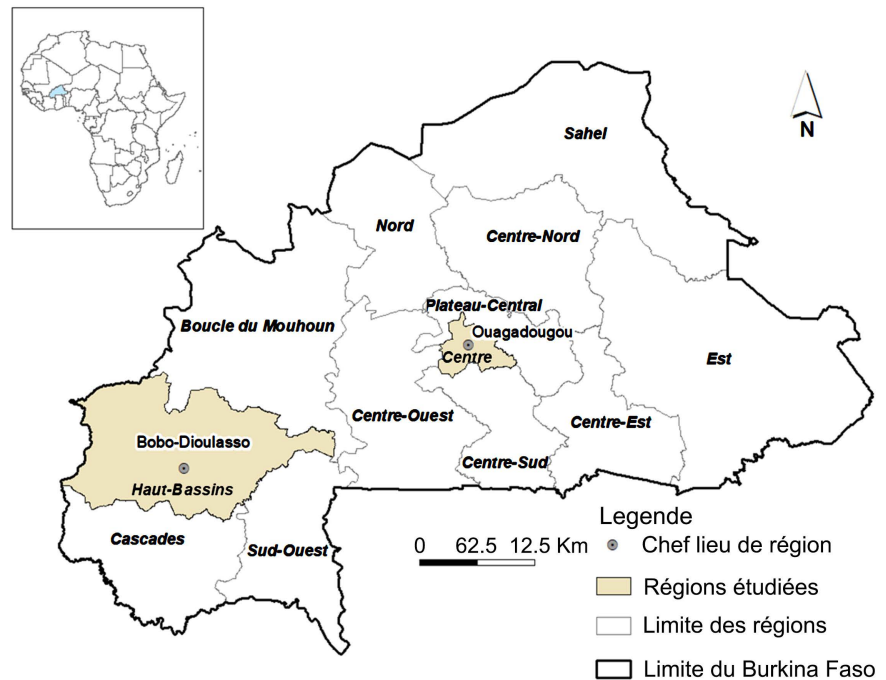 N
Sahel
Nord
Centre-Nord
Plateau-Central
Boucle du Mouhoun
Ouagadougou
Centre
Est
Centre-Ouest
Centre-Est
Bobo-Dioulasso
Centre-Sud
Haut-Bassins
Cascades
Sud-Ouest
Legende
0 62.5 12.5 Km
Chef lieu de région
Régions étudiées
Limite des régions
Limite du Burkina Faso